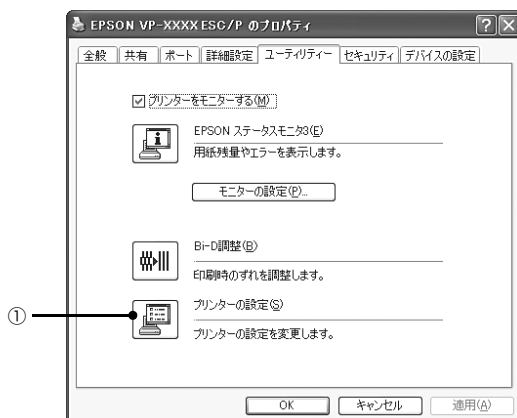 EPSON VP-XXXX ESC/P のプロパティ
全般 共有 ポート 詳細設定 ユーティリティー セキュリティ デバイスの設定
プリンターをモニターする(M)
EPSON ステータスモニタ3(E)
用紙残量やエラーを表示します。
モニターの設定(P)...
Bi-D調整(B)
印刷時のずれを調整します。
プリンターの設定(S)
①
プリンターの設定を変更します。
OK キャンセル 適用(A)